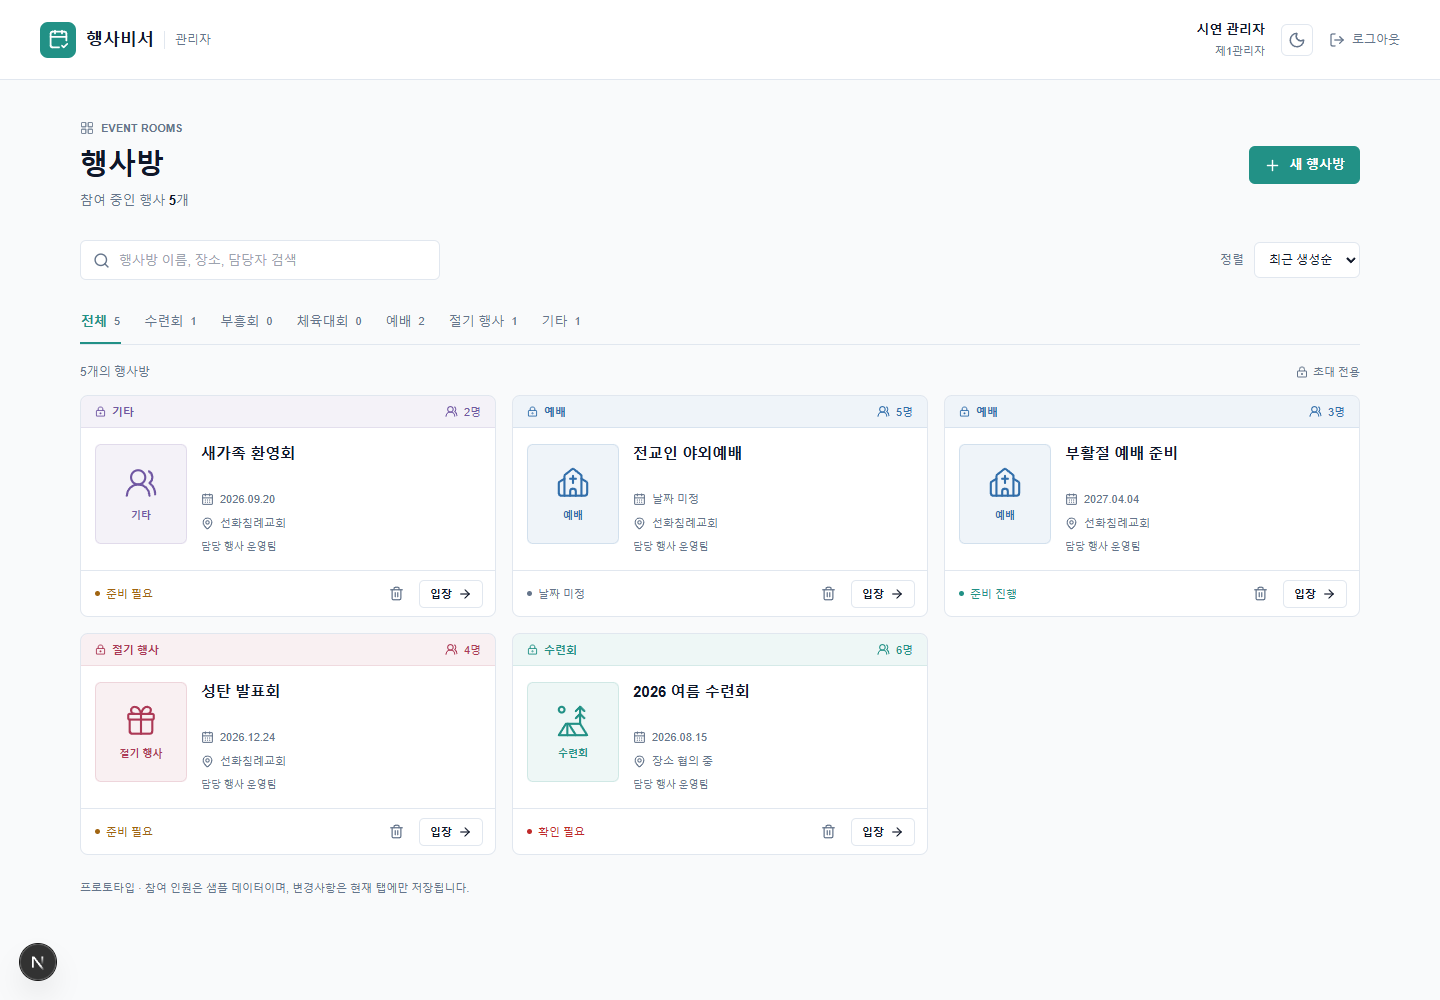 행사비서
관리자
시연 관리자
제1관리자
로그아웃
EVENT ROOMS
행사방
참여 중인 행사 5개
새 행사방
행사방 이름, 장소, 담당자 검색
정렬
최근 생성순
전체 5
수련회 1
부흥회 0
체육대회 0
예배 2
절기 행사 1
기타 1
5개의 행사방
초대 전용
기타
2명
기타
새가족 환영회
2026.09.20
선화침례교회
담당 행사 운영팀
준비 필요
입장
예배
5명
예배
전교인 야외예배
날짜 미정
선화침례교회
담당 행사 운영팀
날짜 미정
입장
예배
3명
예배
부활절 예배 준비
2027.04.04
선화침례교회
담당 행사 운영팀
준비 진행
입장
절기 행사
4명
절기 행사
성탄 발표회
2026.12.24
선화침례교회
담당 행사 운영팀
준비 필요
입장
수련회
6명
수련회
2026 여름 수련회
2026.08.15
장소 협의 중
담당 행사 운영팀
확인 필요
입장
프로토타입 · 참여 인원은 샘플 데이터이며, 변경사항은 현재 탭에만 저장됩니다.
N